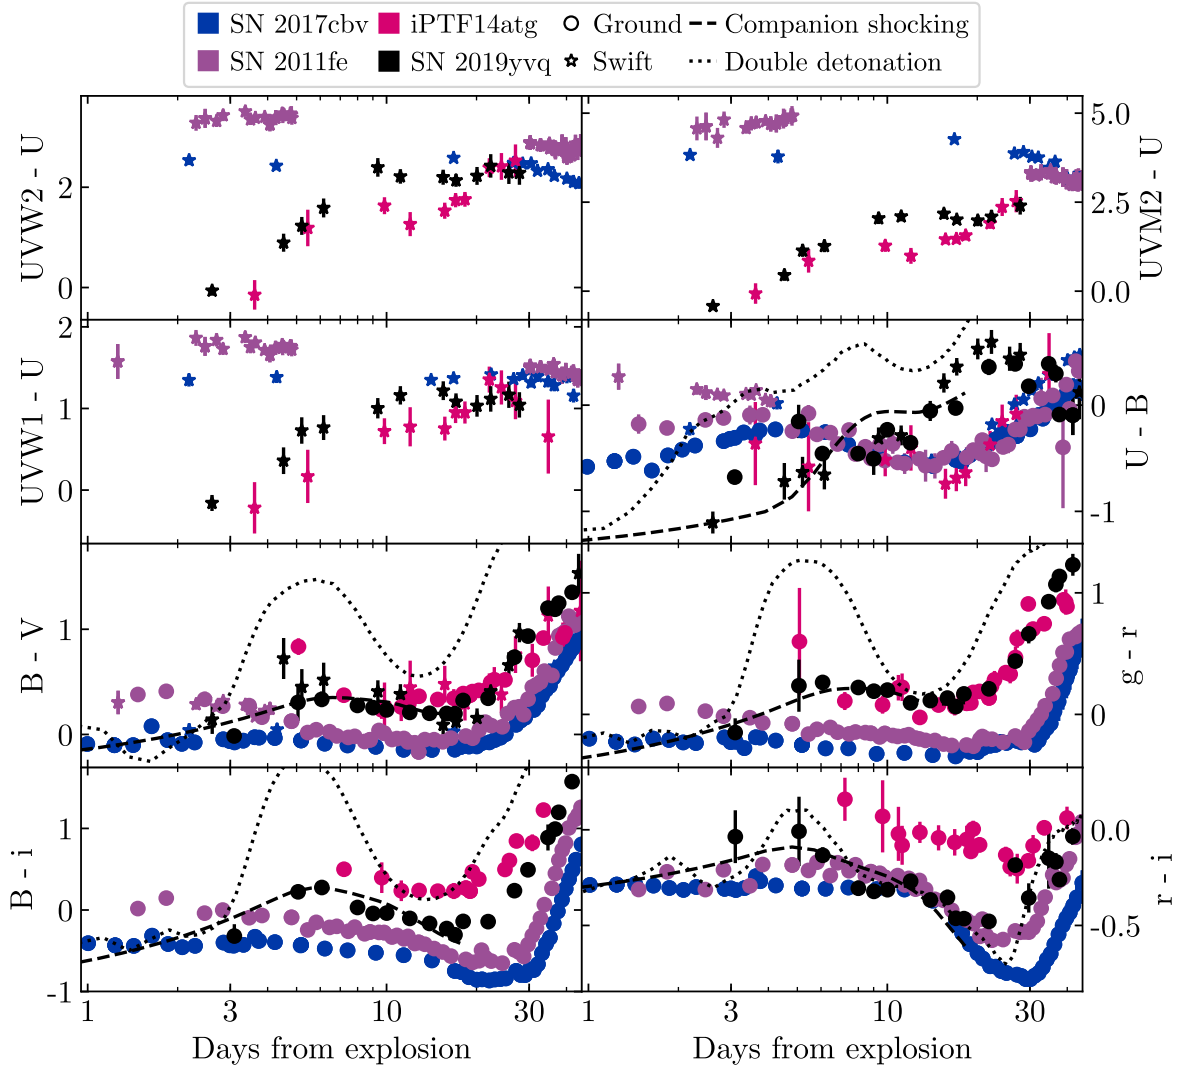 SN 2017cbv iPTF14atg Ground Companion shocking
SN 2011fe SN 2019yvq Swift Double detonation
UVW2 - U
2
0
5.0
2.5
0.0
UVM2 - U
UVW1 - U
2
1
0
0
-1
U - B
B - V
1
0
1
0
g - r
B - i
1
0
-1
0.0
-0.5
r - i
1 3 10 30 1 3 10 30
Days from explosion Days from explosion